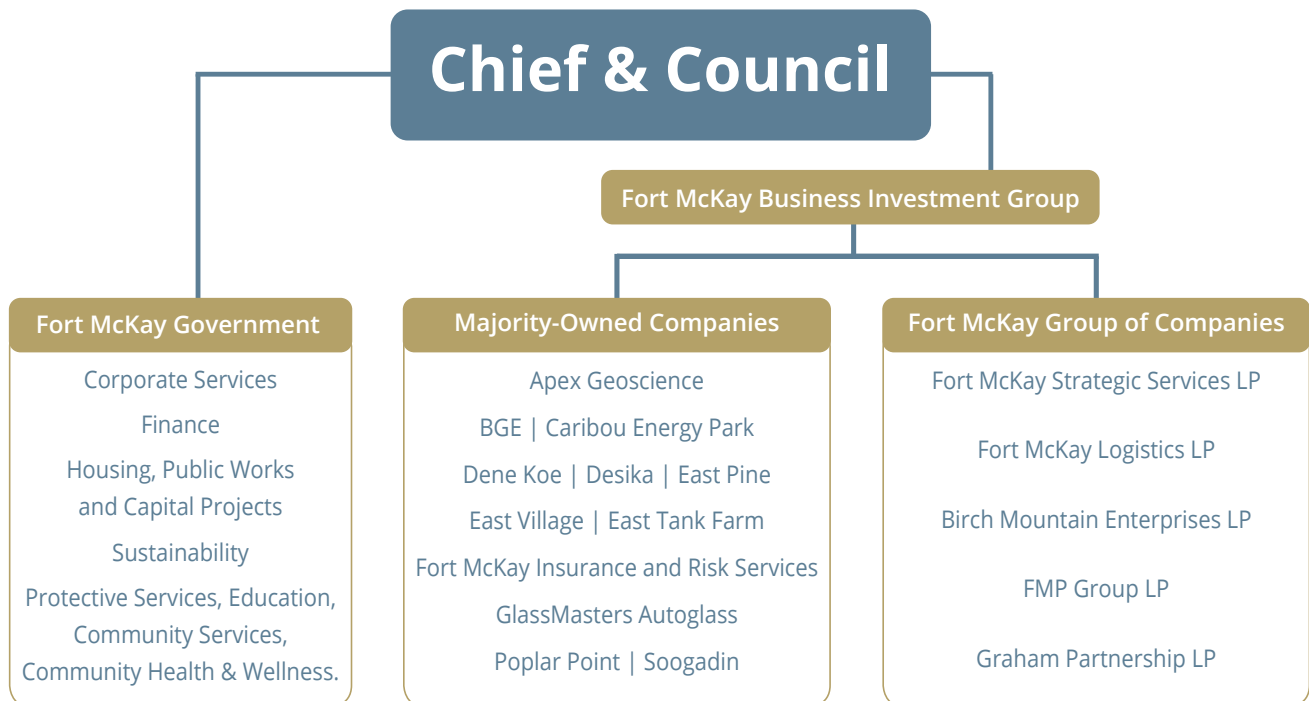 Chief & Council
Fort McKay Business Investment Group
Fort McKay Government
Corporate Services
Finance
Housing, Public Works
and Capital Projects
Sustainability
Protective Services, Education,
Community Services,
Community Health & Wellness.
Majority-Owned Companies
Apex Geoscience
BGE | Caribou Energy Park
Dene Koe | Desika | East Pine
East Village | East Tank Farm
Fort McKay Insurance and Risk Services
GlassMasters Autoglass
Poplar Point | Soogadin
Fort McKay Group of Companies
Fort McKay Strategic Services LP
Fort McKay Logistics LP
Birch Mountain Enterprises LP
FMP Group LP
Graham Partnership LP